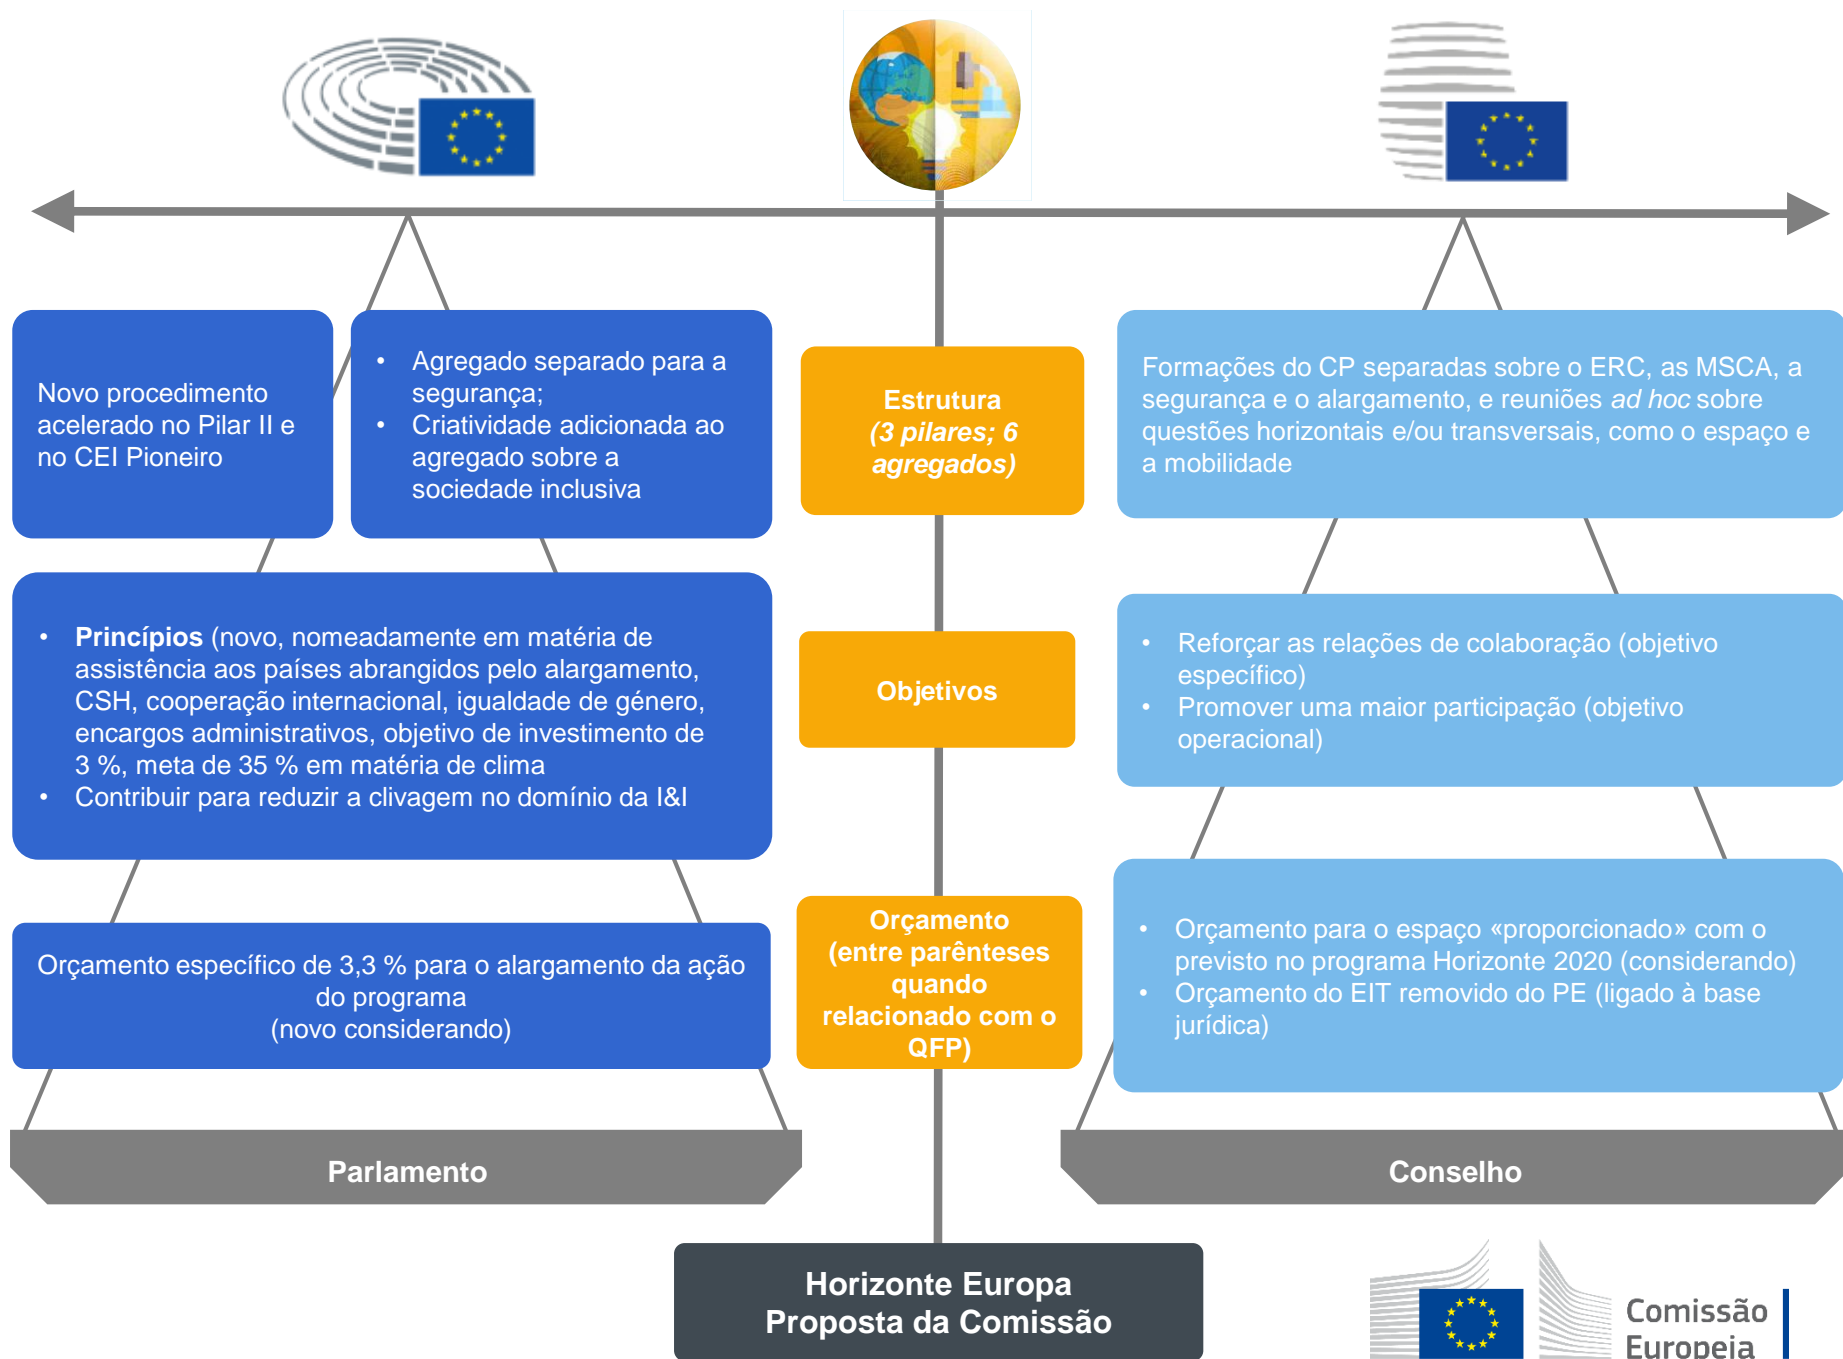 Novo procedimento
acelerado no Pilar II e
no CEI Pioneiro
• Agregado separado para a
segurança;
• Criatividade adicionada ao
agregado sobre a
sociedade inclusiva
Estrutura
(3 pilares; 6
agregados)
Formações do CP separadas sobre o ERC, as MSCA, a
segurança e o alargamento, e reuniões ad hoc sobre
questões horizontais e/ou transversais, como o espaço e
a mobilidade
• Princípios (novo, nomeadamente em matéria de
assistência aos países abrangidos pelo alargamento,
CSH, cooperação internacional, igualdade de género,
encargos administrativos, objetivo de investimento de
3 %, meta de 35 % em matéria de clima
• Contribuir para reduzir a clivagem no domínio da I&I
Objetivos
• Reforçar as relações de colaboração (objetivo
específico)
• Promover uma maior participação (objetivo
operacional)
Orçamento específico de 3,3 % para o alargamento da ação
do programa
(novo considerando)
Orçamento
(entre parênteses
quando
relacionado com o
QFP)
• Orçamento para o espaço «proporcionado» com o
previsto no programa Horizonte 2020 (considerando)
• Orçamento do EIT removido do PE (ligado à base
jurídica)
Parlamento
Conselho
Horizonte Europa
Proposta da Comissão
Comissão
Europeia